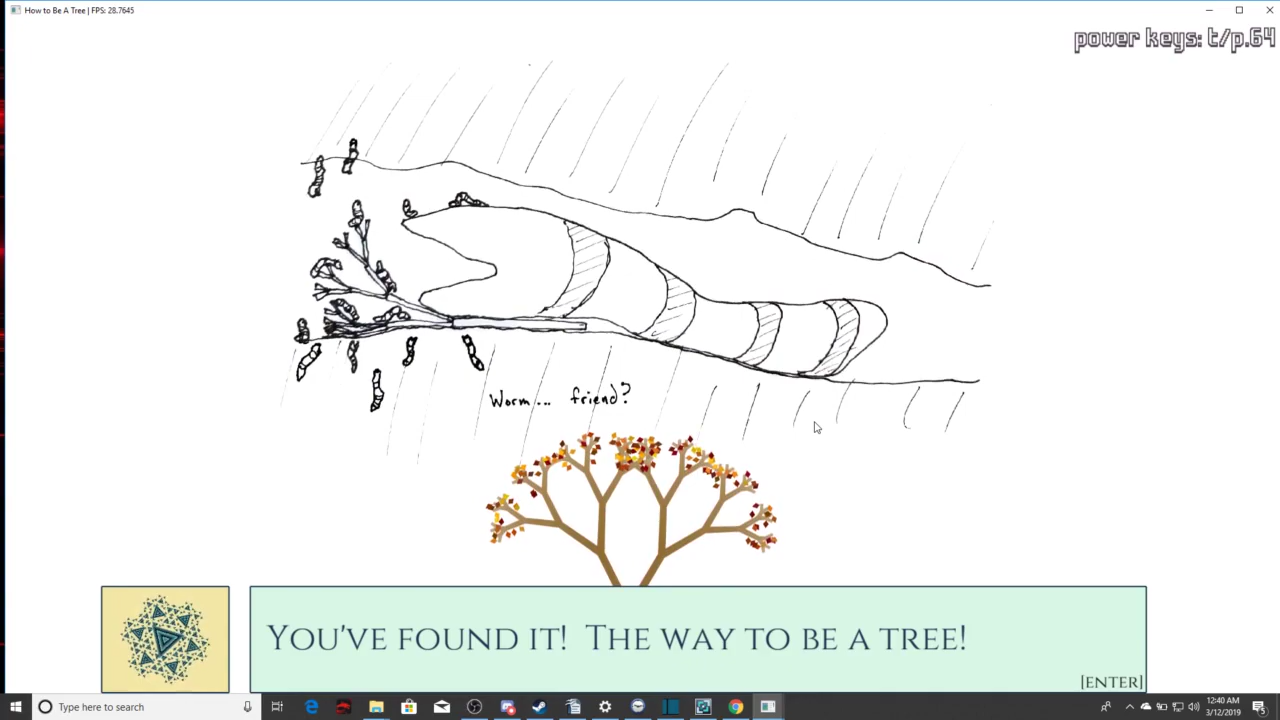 How to Be A Tree | FPS: 28.7645
power keys: t/p.64
Worm... friend?
You've found it! The way to be a tree!
[Enter]
Type here to search
12:40 AM
3/12/2019
5